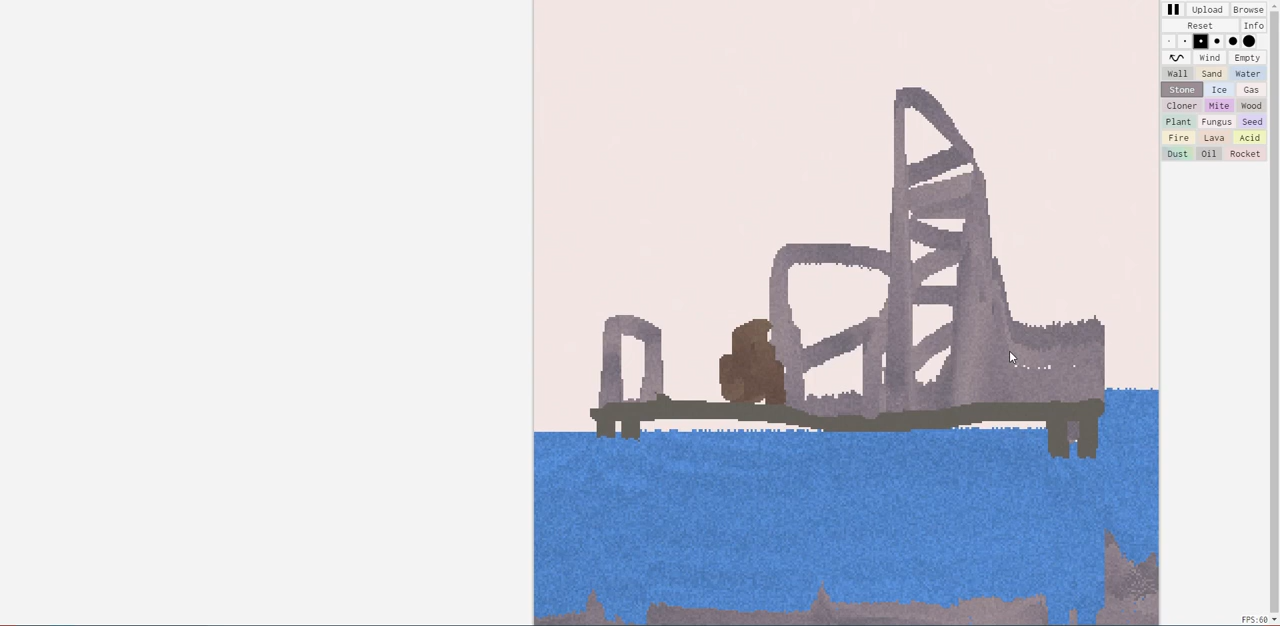 Upload Browse
Reset Info
Wind Empty
Wall Sand Water
Stone Ice Gas
Cloner Mite Wood
Plant Fungus Seed
Fire Lava Acid
Dust Oil Rocket
FPS:60